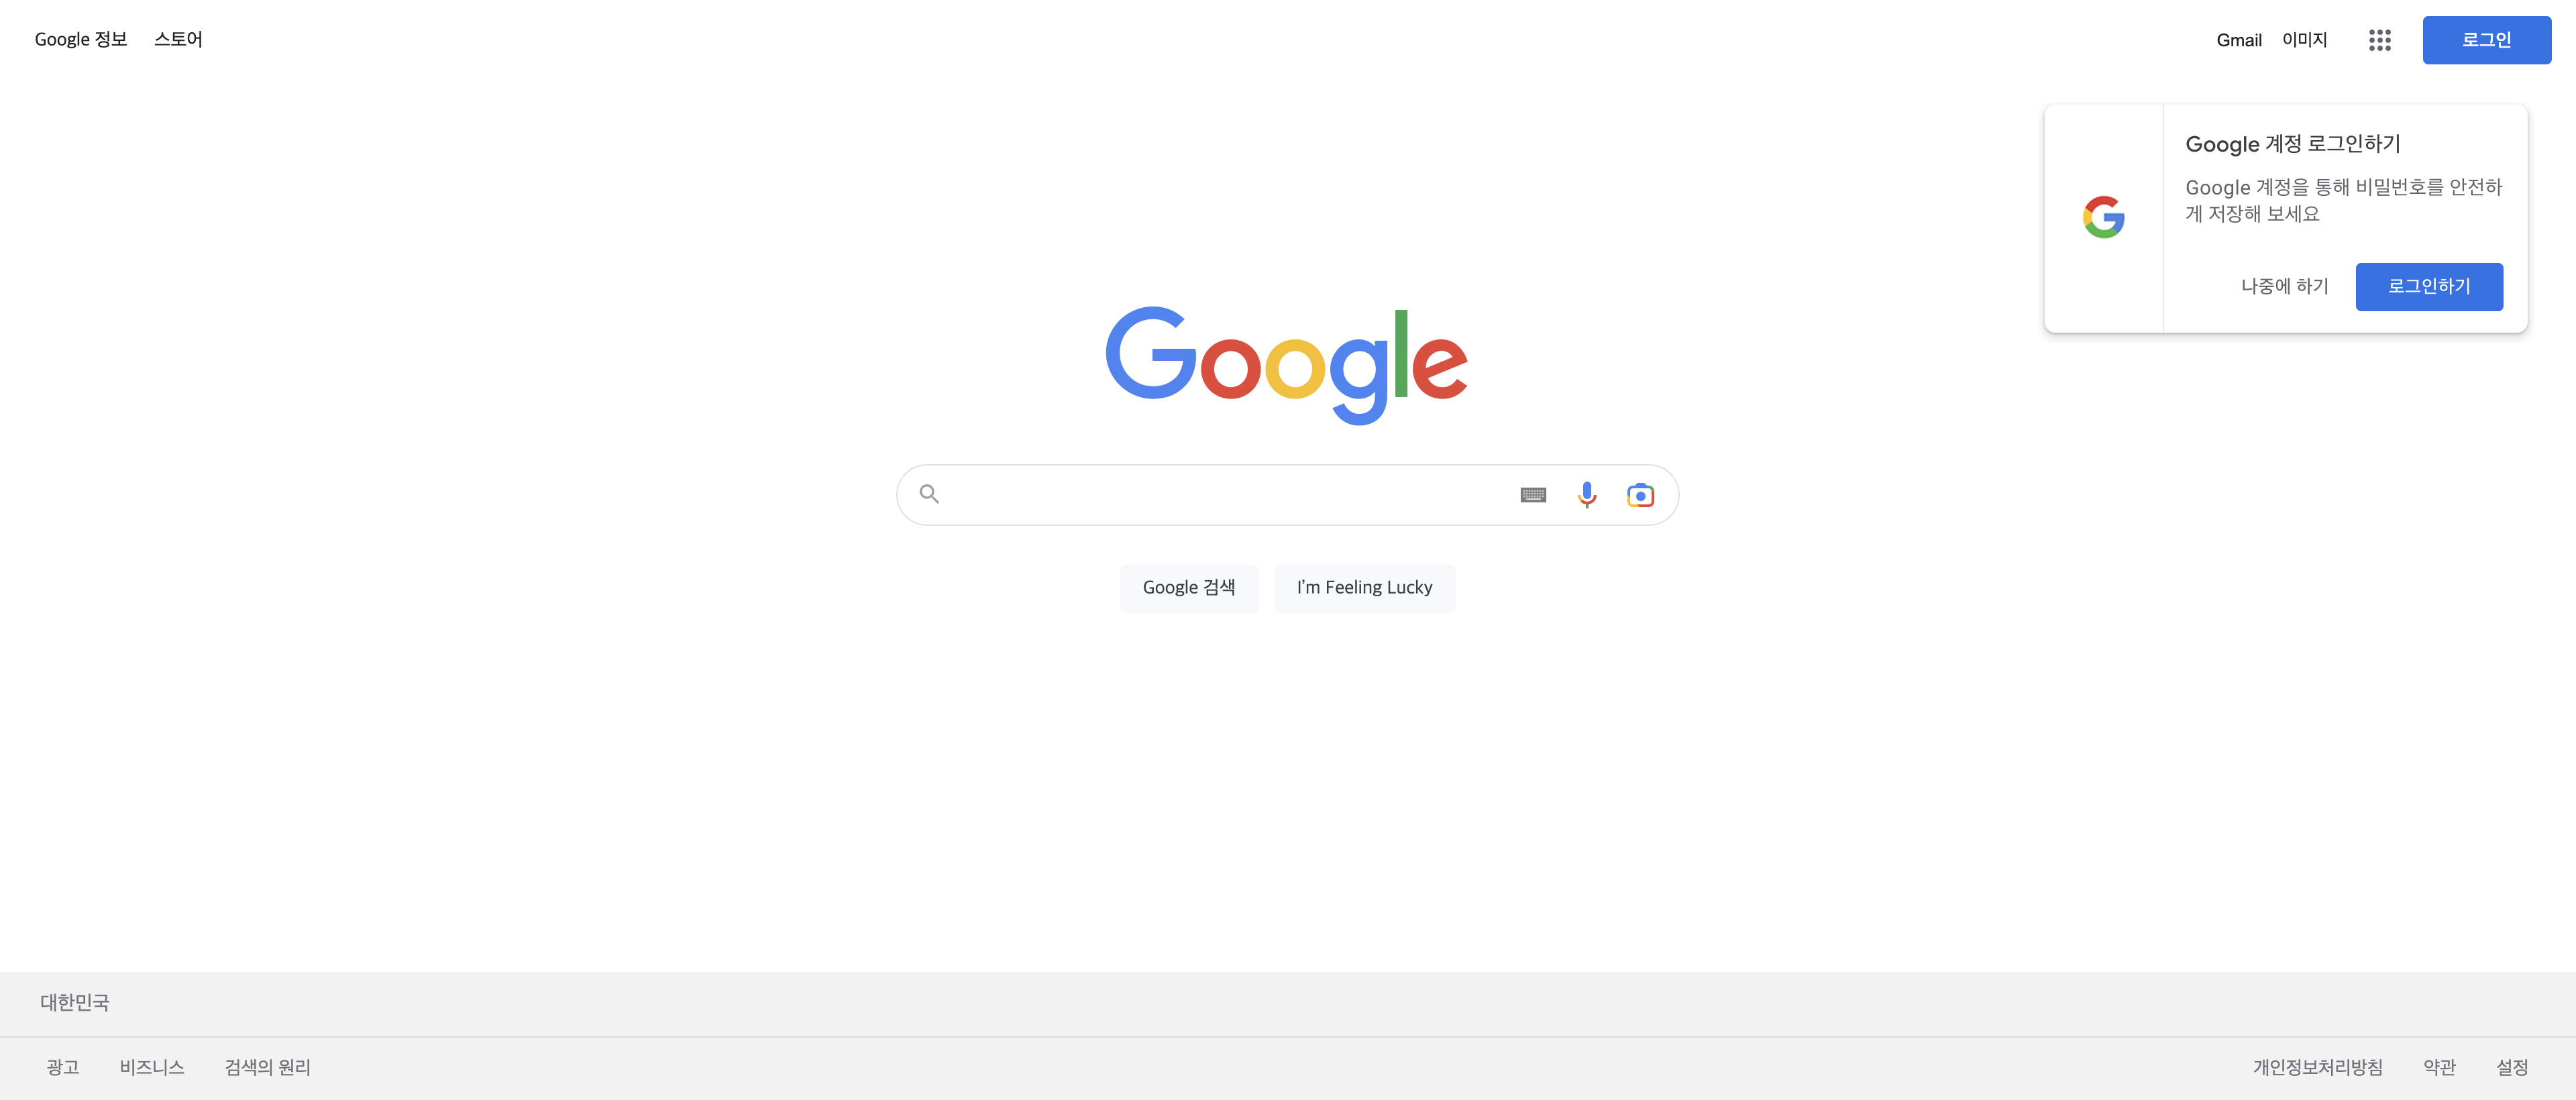 Google 정보 스토어
Gmail 이미지 로그인
Google 계정 로그인하기
Google 계정을 통해 비밀번호를 안전하
게 저장해 보세요
나중에 하기 로그인하기
Google
Google 검색 I'm Feeling Lucky
대한민국
광고 비즈니스 검색의 원리
개인정보처리방침 약관 설정